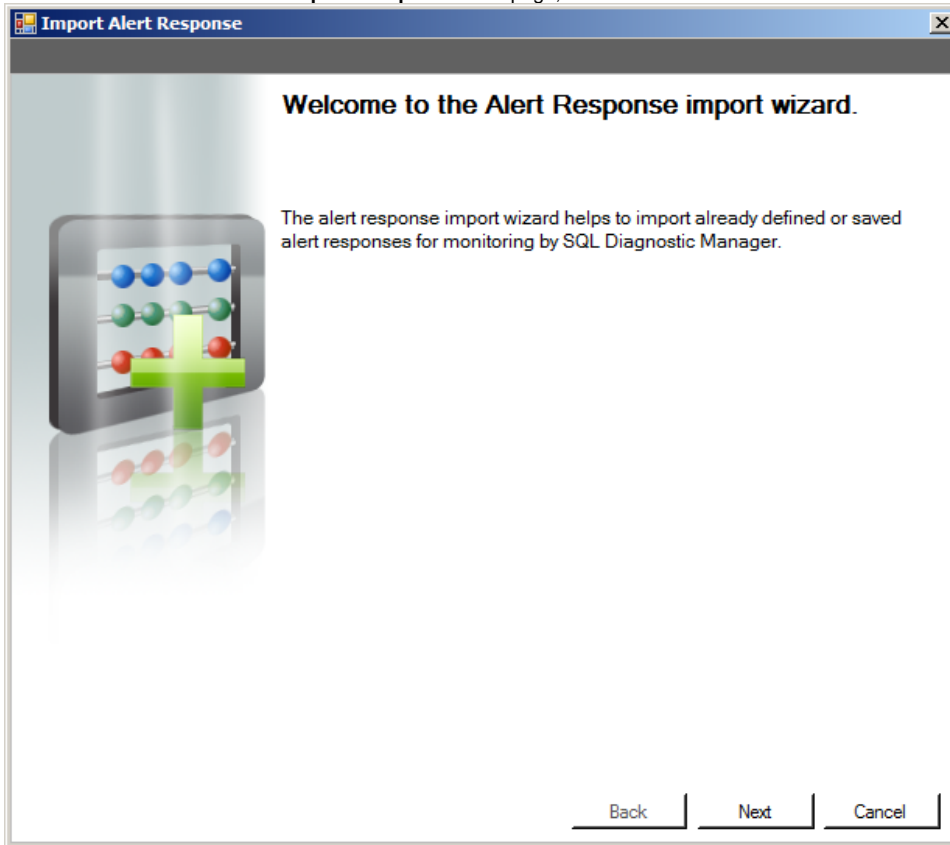 Import Alert Response
Welcome to the Alert Response import wizard.
The alert response import wizard helps to import already defined or saved
alert responses for monitoring by SQL Diagnostic Manager.
Back Next Cancel